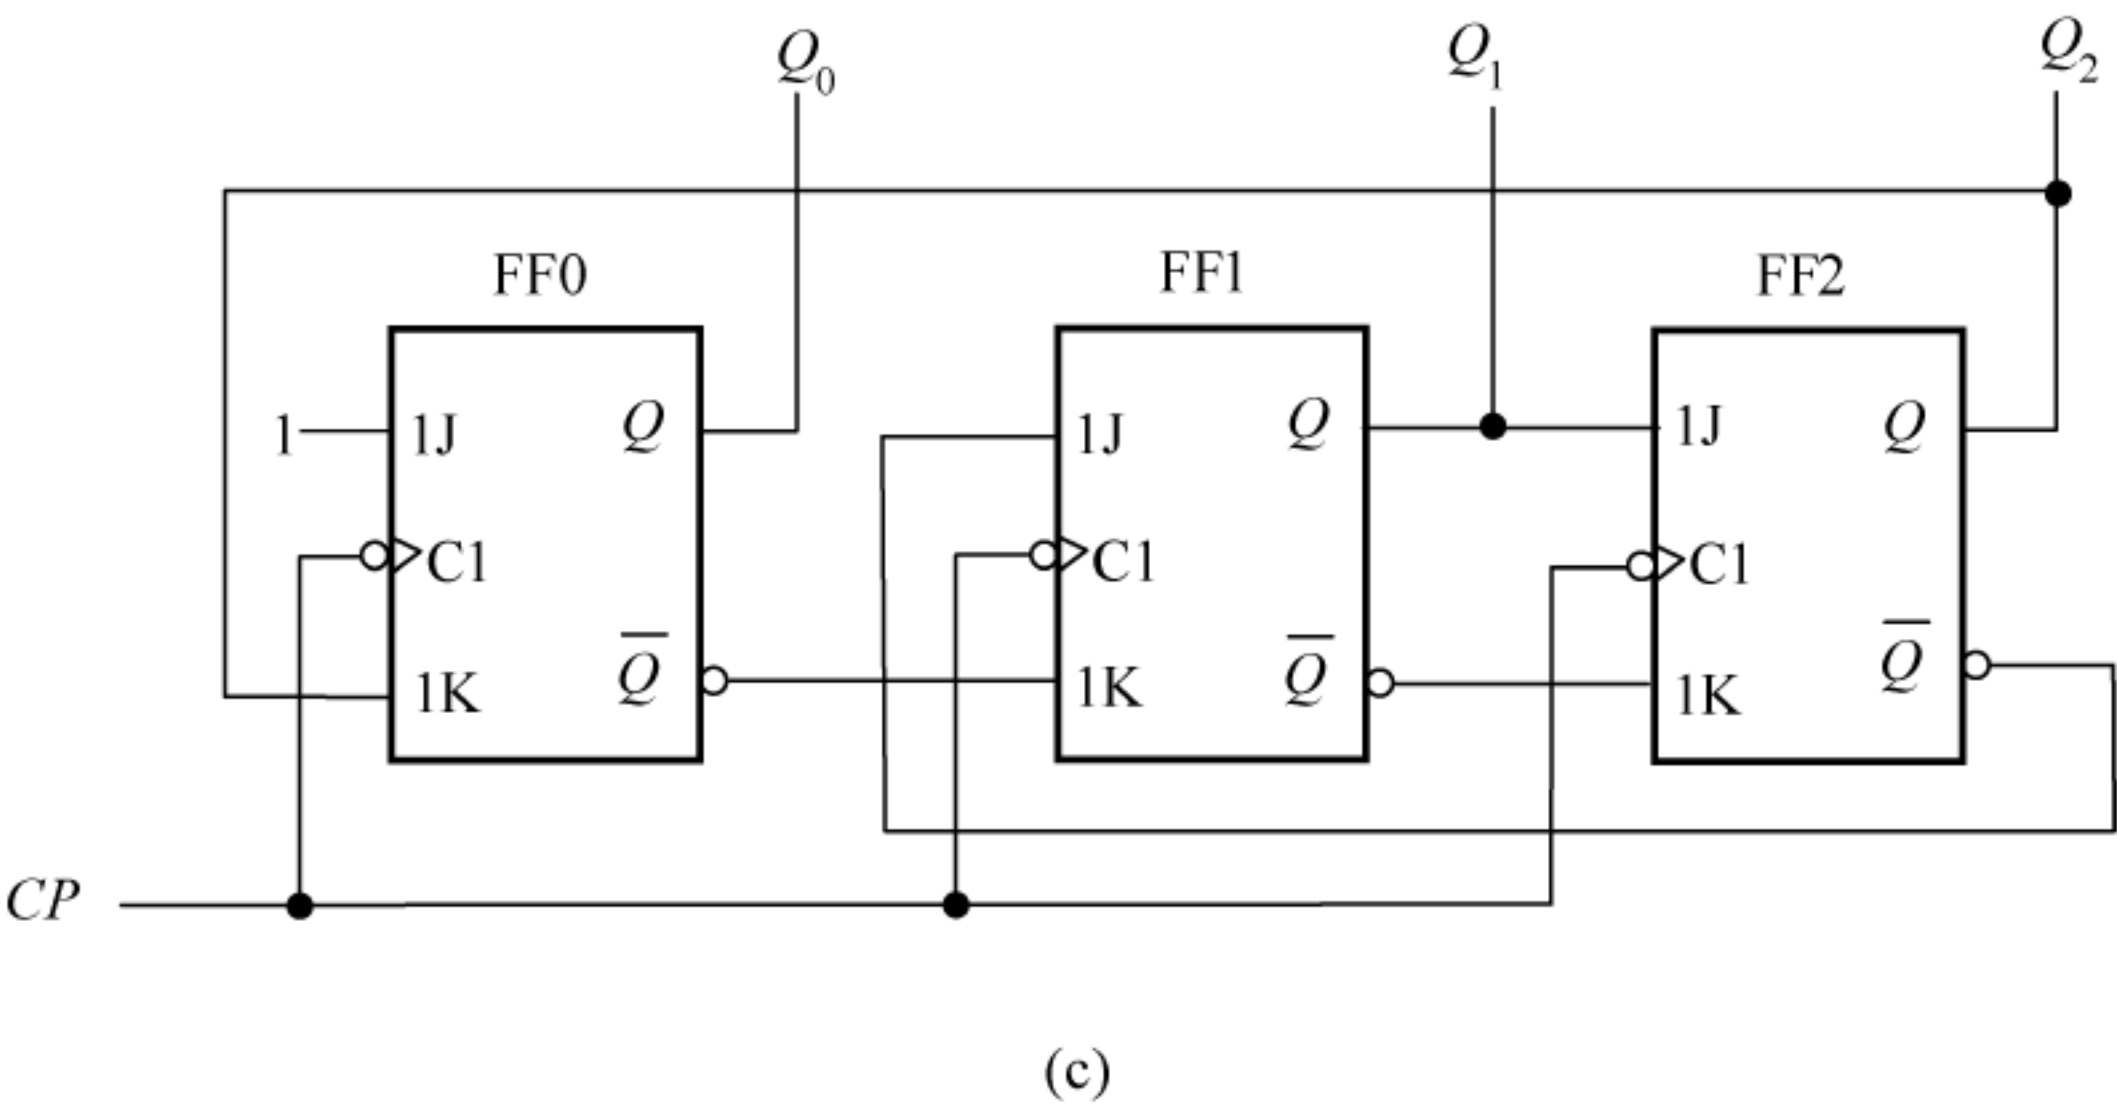 Q₀ Q₁ Q₂
FF0 FF1 FF2
1 1J Q 1J Q 1J Q
C1 C1 C1
1K Q̅ 1K Q̅ 1K Q̅
CP
(c)